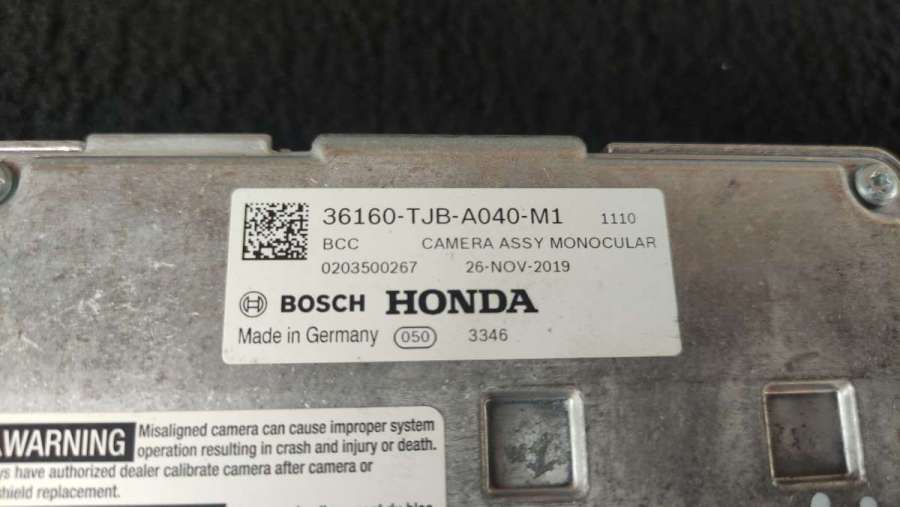 36160-TJB-A040-M1 1110
BCC CAMERA ASSY MONOCULAR
0203500267 26-NOV-2019
BOSCH HONDA
Made in Germany 050 3346
WARNING Misaligned camera can cause improper system
operation resulting in crash and injury or death.
ys have authorized dealer calibrate camera after camera or
shield replacement.